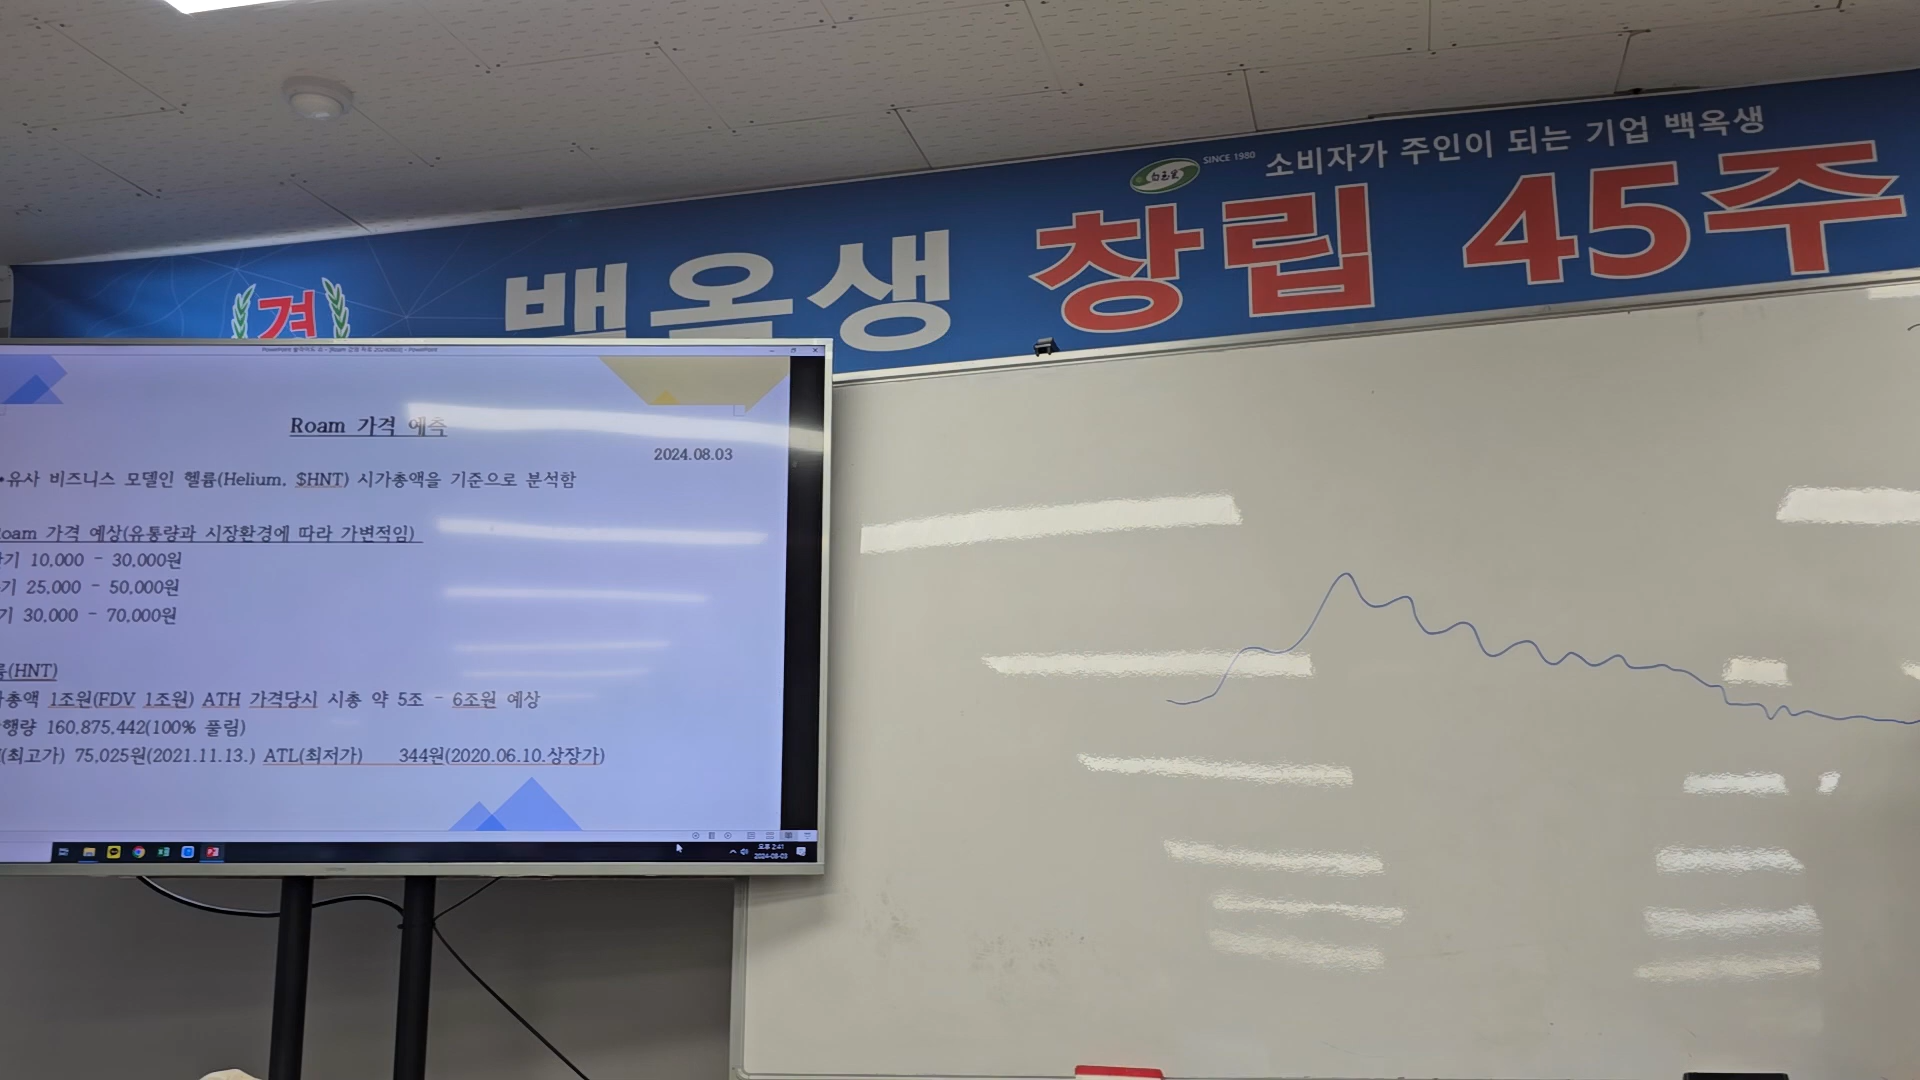 SINCE 1980 소비자가 주인이 되는 기업 백옥생
경 백옥생 창립 45주
Roam 가격 예측
2024.08.03
•유사 비즈니스 모델인 헬륨(Helium, $HNT) 시가총액을 기준으로 분석함
oam 가격 예상(유통량과 시장환경에 따라 가변적임)
기 10,000 - 30,000원
기 25,000 - 50,000원
기 30,000 - 70,000원
(HNT)
총액 1조원(FDV 1조원) ATH 가격당시 시총 약 5조 - 6조원 예상
행량 160,875,442(100% 풀림)
(최고가) 75,025원(2021.11.13.) ATL(최저가) 344원(2020.06.10.상장가)
오후 2:41
2024-08-03